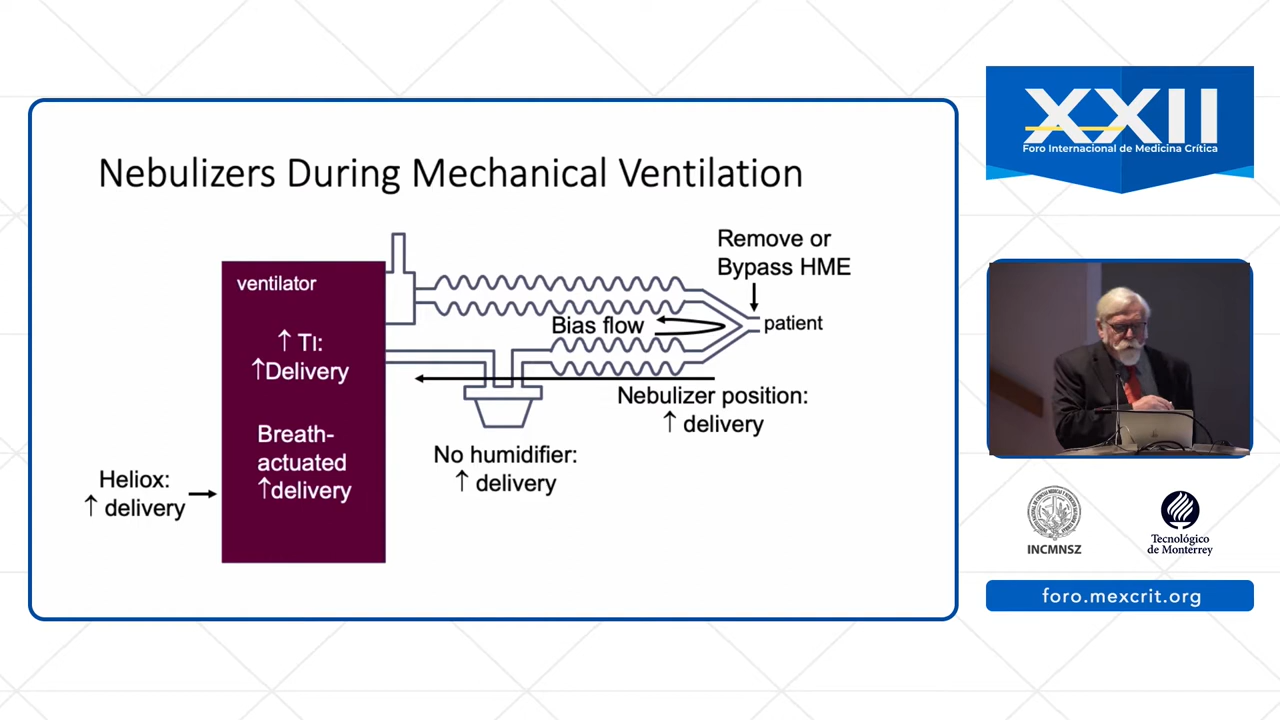 Nebulizers During Mechanical Ventilation
ventilator
↑ TI:
↑Delivery
Breath-
actuated
↑delivery
Heliox:
↑ delivery
Remove or
Bypass HME
patient
Bias flow
Nebulizer position:
↑ delivery
No humidifier:
↑ delivery
XXII
Foro Internacional de Medicina Crítica
INCMNSZ
Tecnológico
de Monterrey
foro.mexcrit.org